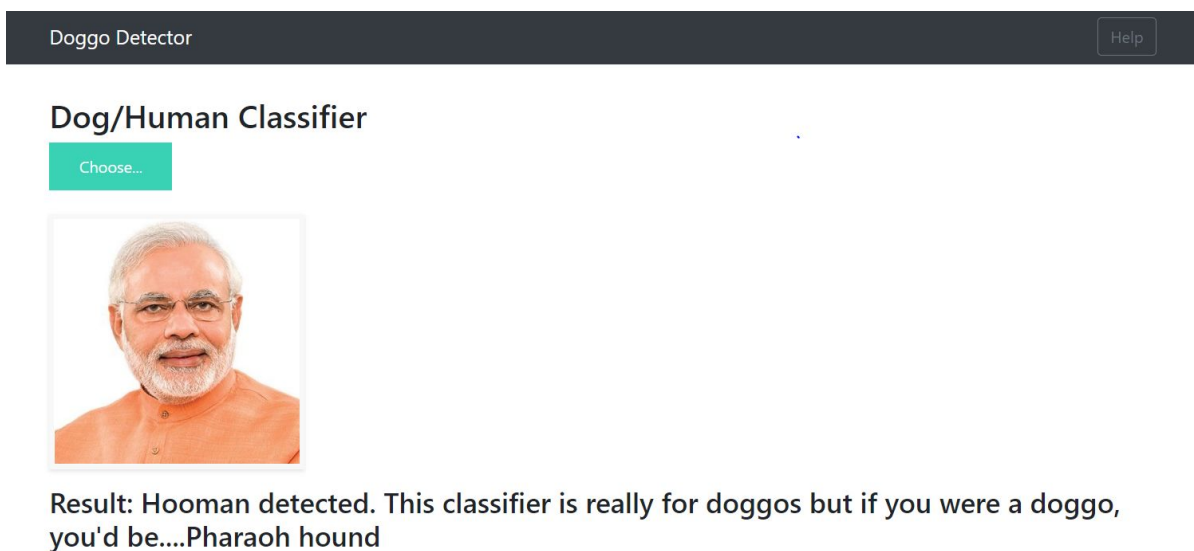 Doggo Detector
Help
Dog/Human Classifier
Choose...
Result: Hooman detected. This classifier is really for doggos but if you were a doggo,
you'd be....Pharaoh hound